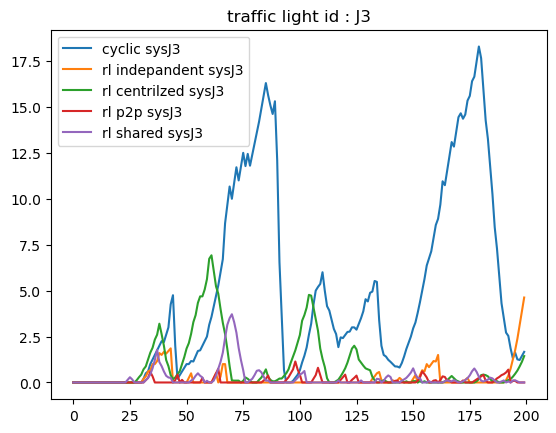 traffic light id : J3
cyclic sysJ3
rl indepandent sysJ3
rl centrilzed sysJ3
rl p2p sysJ3
rl shared sysJ3
17.5
15.0
12.5
10.0
7.5
5.0
2.5
0.0
0 25 50 75 100 125 150 175 200